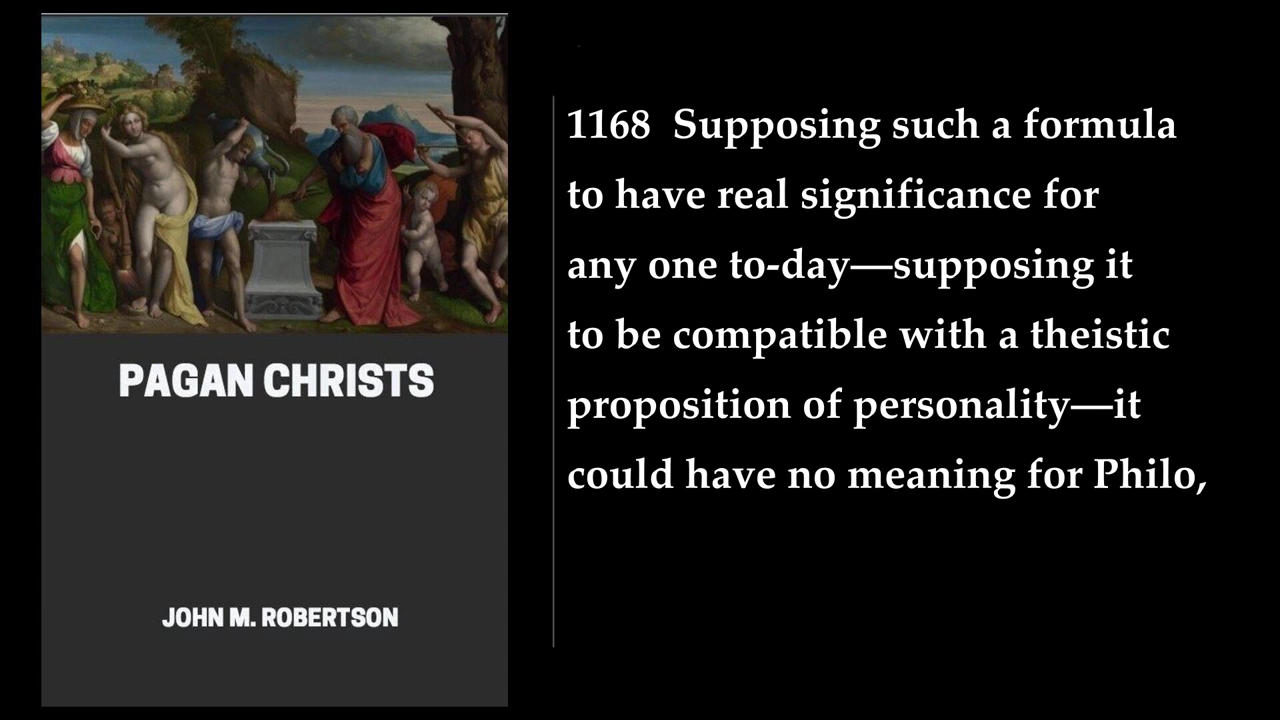 PAGAN CHRISTS
JOHN M. ROBERTSON
1168 Supposing such a formula
to have real significance for
any one to-day—supposing it
to be compatible with a theistic
proposition of personality—it
could have no meaning for Philo,